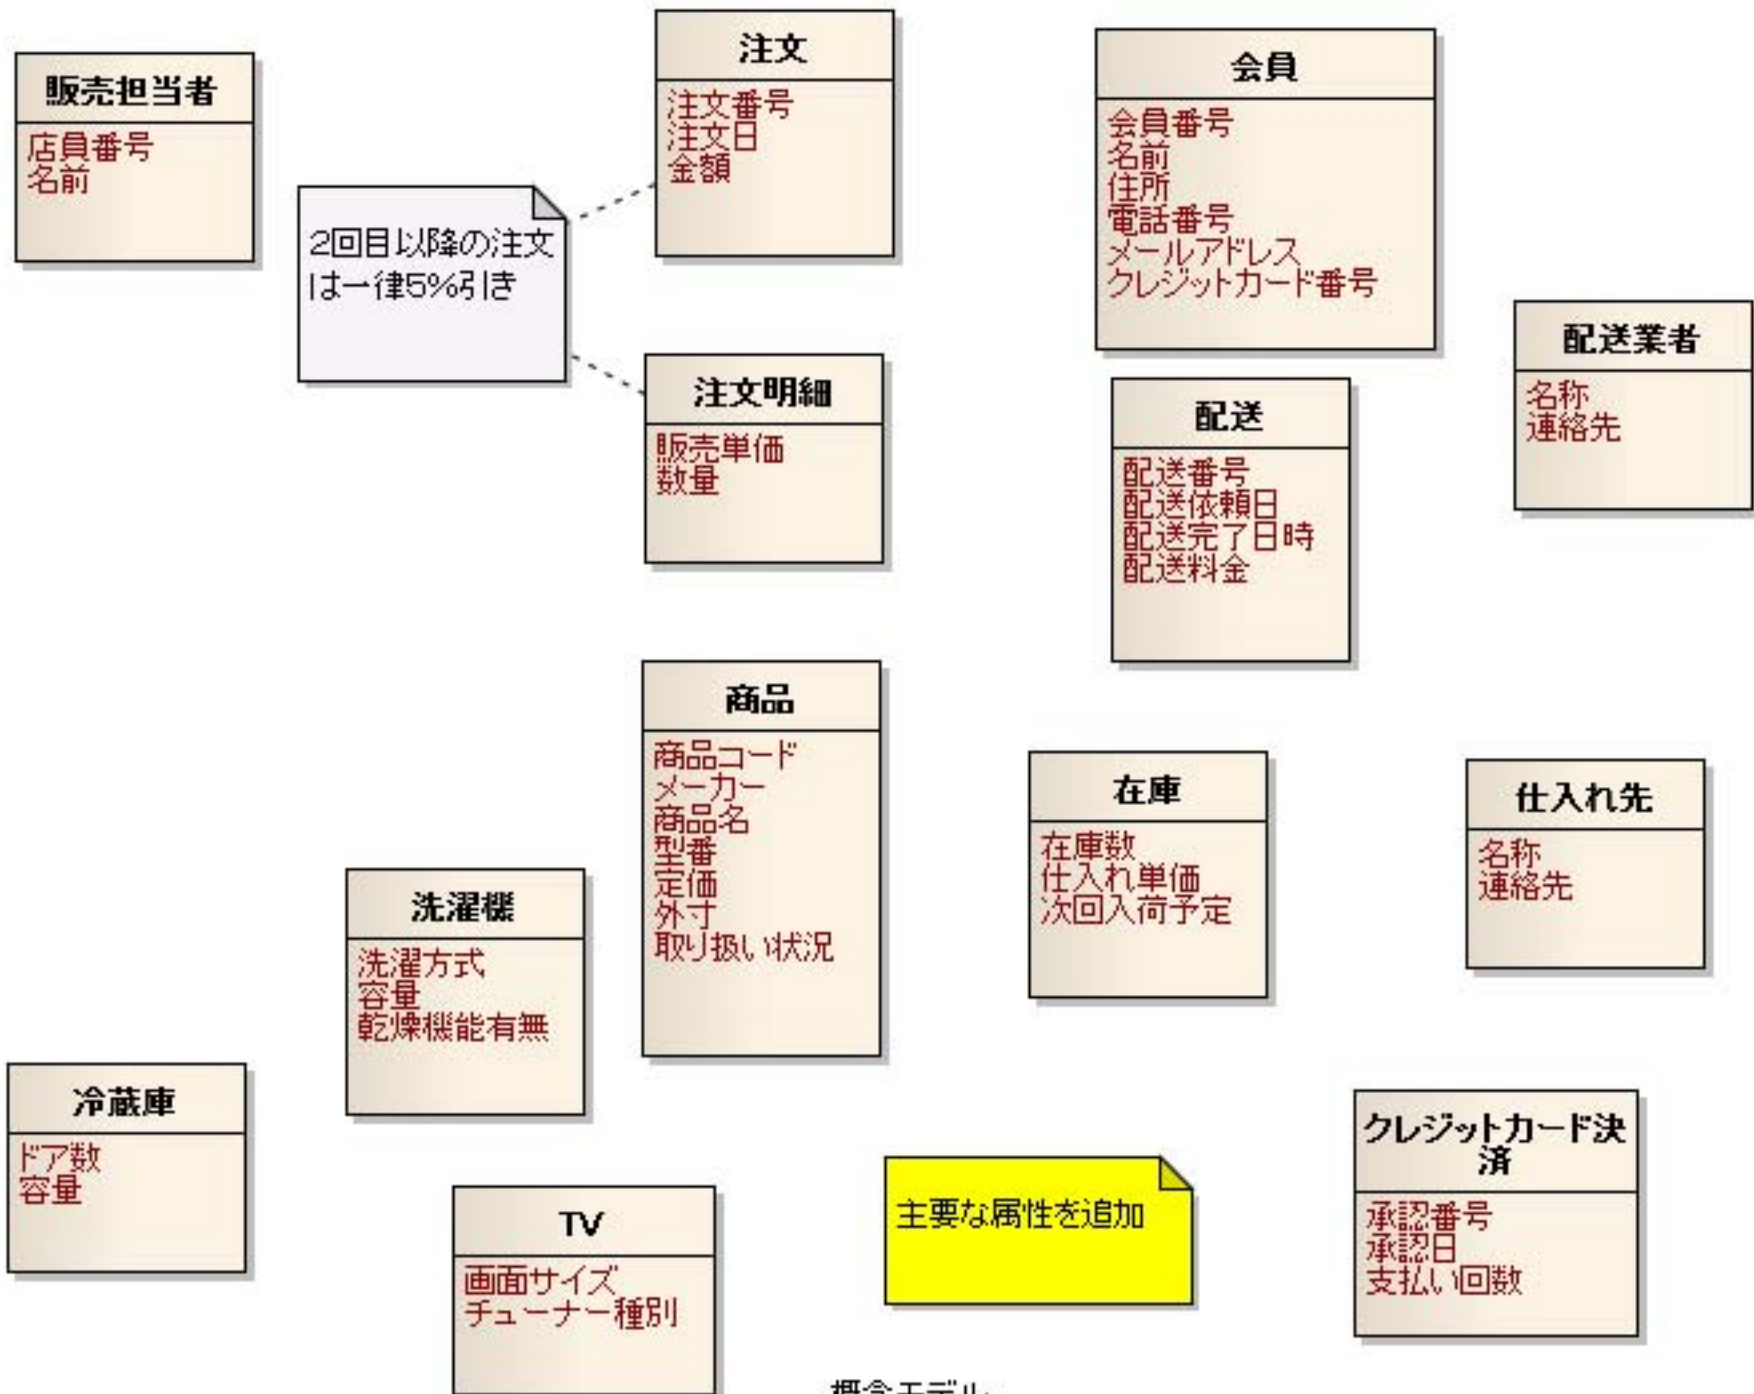 販売担当者
店員番号
名前
2回目以降の注文
は一律5%引き
注文
注文番号
注文日
金額
会員
会員番号
名前
住所
電話番号
メールアドレス
クレジットカード番号
注文明細
販売単価
数量
配送
配送番号
配送依頼日
配送完了日時
配送料金
配送業者
名称
連絡先
商品
商品コード
メーカー
商品名
型番
定価
外寸
取り扱い状況
在庫
在庫数
仕入れ単価
次回入荷予定
仕入れ先
名称
連絡先
洗濯機
洗濯方式
容量
乾燥機能有無
冷蔵庫
ドア数
容量
TV
画面サイズ
チューナー種別
主要な属性を追加
クレジットカード決
済
承認番号
承認日
支払い回数
概念モデル